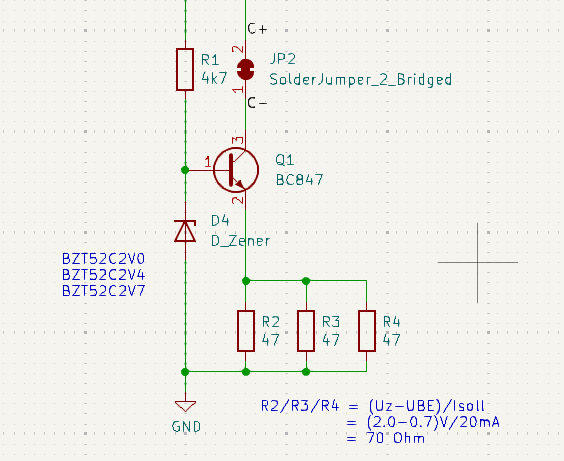 C+
2
R1
4k7
JP2
SolderJumper_2_Bridged
1
C-
3
1
Q1
BC847
2
D4
D_Zener
BZT52C2V0
BZT52C2V4
BZT52C2V7
R2
47
R3
47
R4
47
GND
R2/R3/R4 = (Uz-UBE)/Isoll
= (2.0-0.7)V/20mA
= 70 Ohm